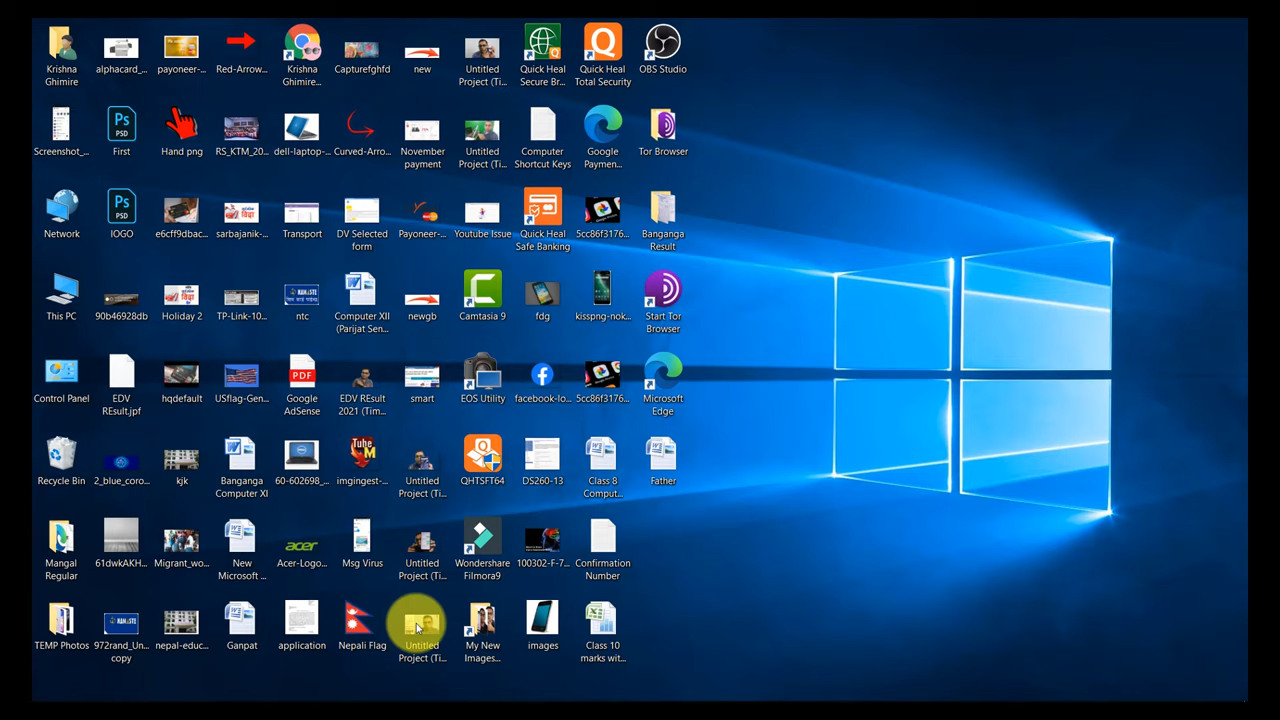 Krishna
Ghimire
alphacard_...
payoneer-...
Red-Arrow...
Krishna
Ghimire...
Capturefghfd
new
Untitled
Project (Ti...
Quick Heal
Secure Br...
Quick Heal
Total Security
OBS Studio
Screenshot_...
First
Hand png
RS_KTM_20...
dell-laptop-...
Curved-Arro...
November
payment
Untitled
Project (Ti...
Computer
Shortcut Keys
Google
Paymen...
Tor Browser
Network
lOGO
e6cff9dbac...
sarbajanik-...
Transport
DV Selected
form
Payoneer-...
Youtube Issue
Quick Heal
Safe Banking
5cc86f3176...
Banganga
Result
This PC
90b46928db
Holiday 2
TP-Link-10...
ntc
Computer XII
(Parijat Sen...
newgb
Camtasia 9
fdg
kisspng-nok...
Start Tor
Browser
Control Panel
EDV
REsult.jpf
hqdefault
USflag-Gen...
Google
AdSense
EDV REsult
2021 (Tim...
smart
EOS Utility
facebook-lo...
5cc86f3176...
Microsoft
Edge
Recycle Bin
2_blue_coro...
kjk
Banganga
Computer XI
60-602698_...
imgingest-...
Untitled
Project (Ti...
QHTSFT64
DS260-13
Class 8
Comput...
Father
Mangal
Regular
61dwkAKH...
Migrant_wo...
New
Microsoft ...
Acer-Logo...
Msg Virus
Untitled
Project (Ti...
Wondershare
Filmora9
100302-F-7...
Confirmation
Number
TEMP Photos
972rand_Un...
copy
nepal-educ...
Ganpat
application
Nepali Flag
Untitled
Project (Ti...
My New
Images...
images
Class 10
marks wit...
Ps
PSD
Ps
PSD
PDF
acer
Tube
M